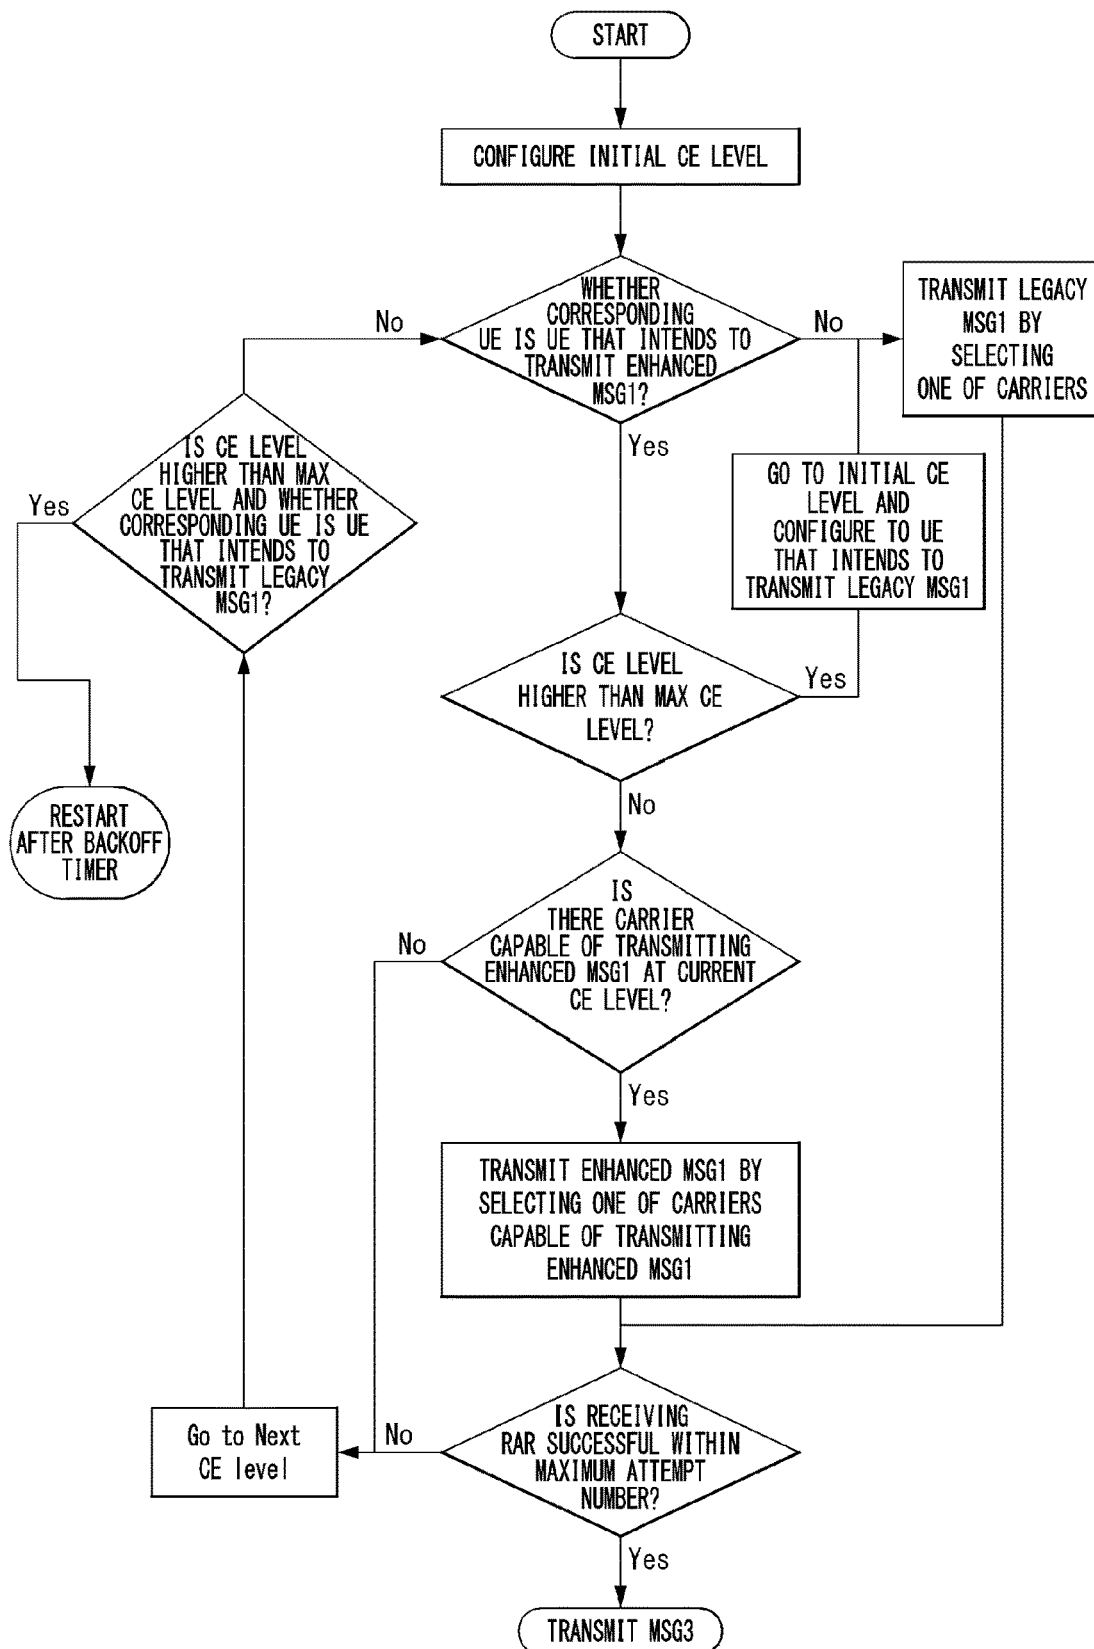 START
CONFIGURE INITIAL CE LEVEL
WHETHER
CORRESPONDING
UE IS UE THAT INTENDS TO
TRANSMIT ENHANCED
MSG1?
No
No
Yes
TRANSMIT LEGACY
MSG1 BY
SELECTING
ONE OF CARRIERS
IS CE LEVEL
HIGHER THAN MAX
CE LEVEL AND WHETHER
CORRESPONDING UE IS UE
THAT INTENDS TO
TRANSMIT LEGACY
MSG1?
Yes
GO TO INITIAL CE
LEVEL AND
CONFIGURE TO UE
THAT INTENDS TO
TRANSMIT LEGACY MSG1
IS CE LEVEL
HIGHER THAN MAX CE
LEVEL?
Yes
No
RESTART
AFTER BACKOFF
TIMER
IS
THERE CARRIER
CAPABLE OF TRANSMITTING
ENHANCED MSG1 AT CURRENT
CE LEVEL?
No
Yes
TRANSMIT ENHANCED MSG1 BY
SELECTING ONE OF CARRIERS
CAPABLE OF TRANSMITTING
ENHANCED MSG1
IS RECEIVING
RAR SUCCESSFUL WITHIN
MAXIMUM ATTEMPT
NUMBER?
No
Go to Next
CE level
Yes
TRANSMIT MSG3